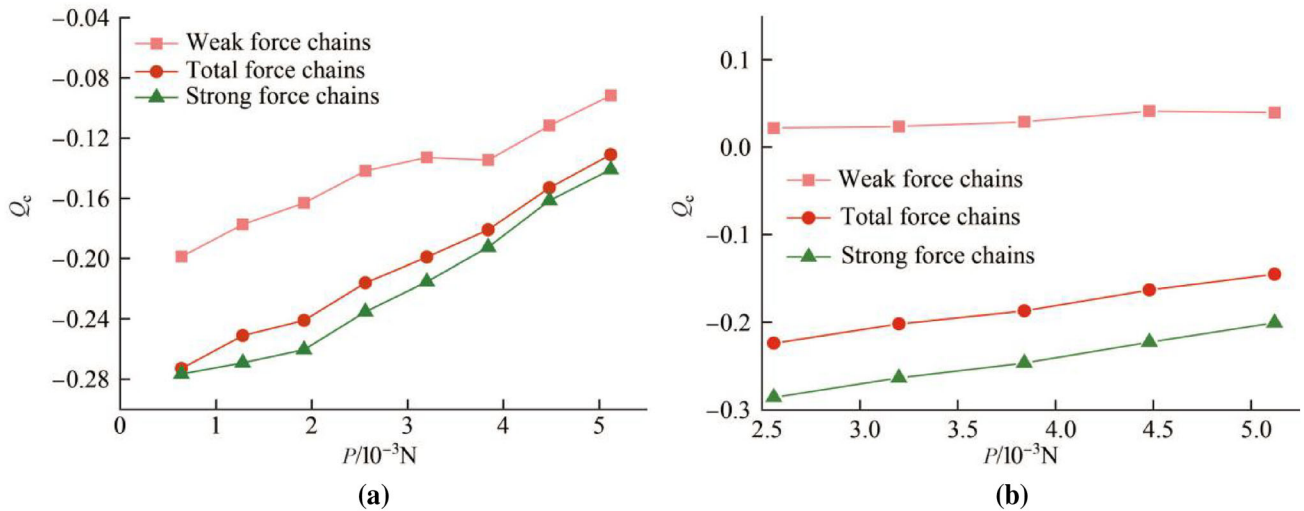 −0.04
−0.08
−0.12
−0.16
−0.20
−0.24
−0.28
Qc
Weak force chains
Total force chains
Strong force chains
0 1 2 3 4 5
P/10−3N
(a)
0.1
0.0
−0.1
−0.2
−0.3
Qc
Weak force chains
Total force chains
Strong force chains
2.5 3.0 3.5 4.0 4.5 5.0
P/10−3N
(b)